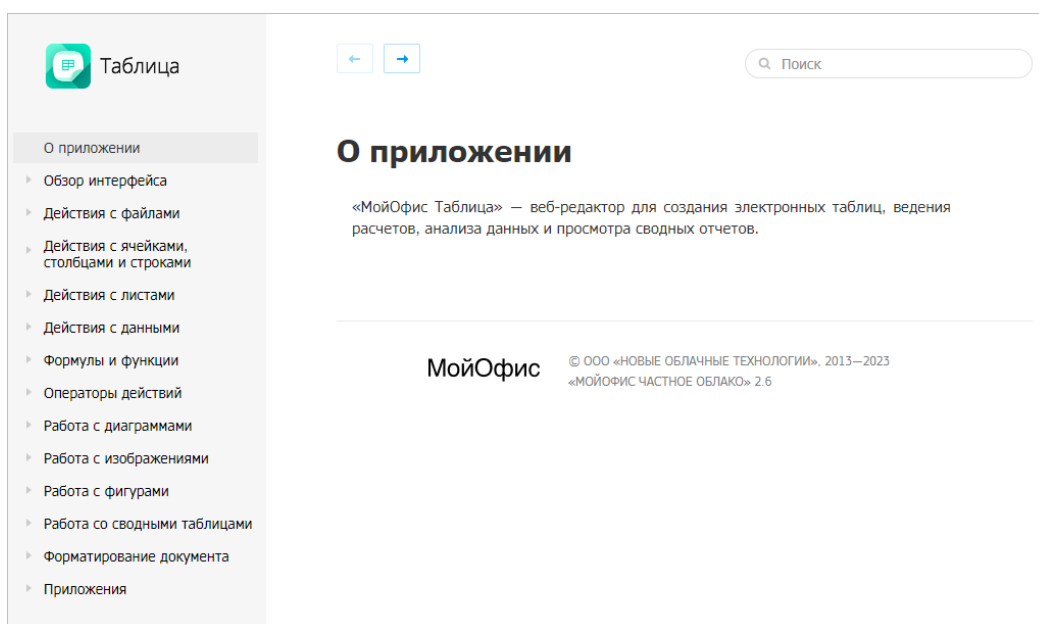 Таблица
О приложении
Обзор интерфейса
Действия с файлами
Действия с ячейками,
столбцами и строками
Действия с листами
Действия с данными
Формулы и функции
Операторы действий
Работа с диаграммами
Работа с изображениями
Работа с фигурами
Работа со сводными таблицами
Форматирование документа
Приложения
Поиск
О приложении
«МойОфис Таблица» — веб-редактор для создания электронных таблиц, ведения
расчетов, анализа данных и просмотра сводных отчетов.
МойОфис
© ООО «НОВЫЕ ОБЛАЧНЫЕ ТЕХНОЛОГИИ», 2013—2023
«МОЙОФИС ЧАСТНОЕ ОБЛАКО» 2.6